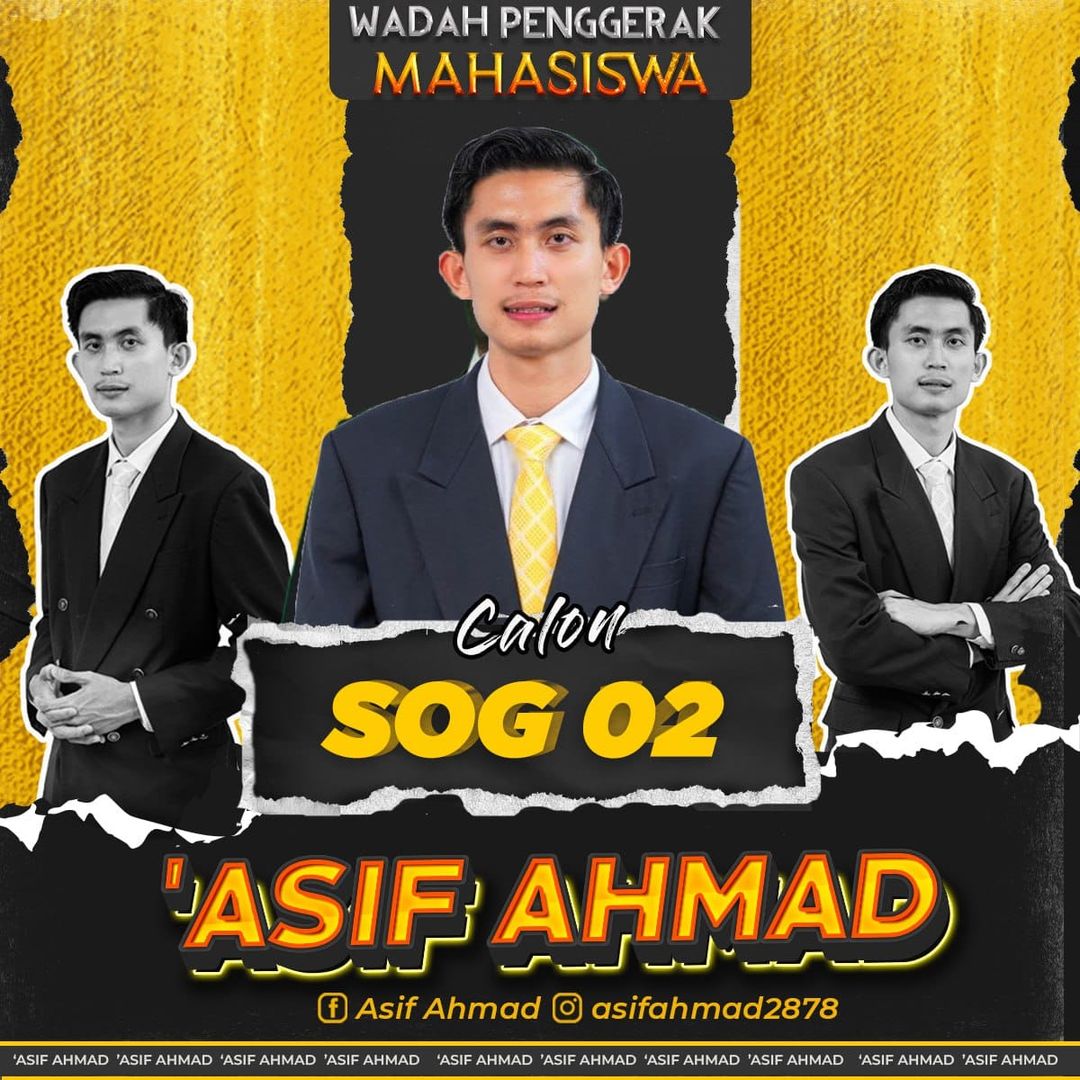 WADAH PENGGERAK
MAHASISWA
Calon
SOG 02
'ASIF AHMAD
Asif Ahmad asifahmad2878
'ASIF AHMAD 'ASIF AHMAD 'ASIF AHMAD 'ASIF AHMAD 'ASIF AHMAD 'ASIF AHMAD 'ASIF AHMAD 'ASIF AHMAD 'ASIF AHMAD 'ASIF AHMAD